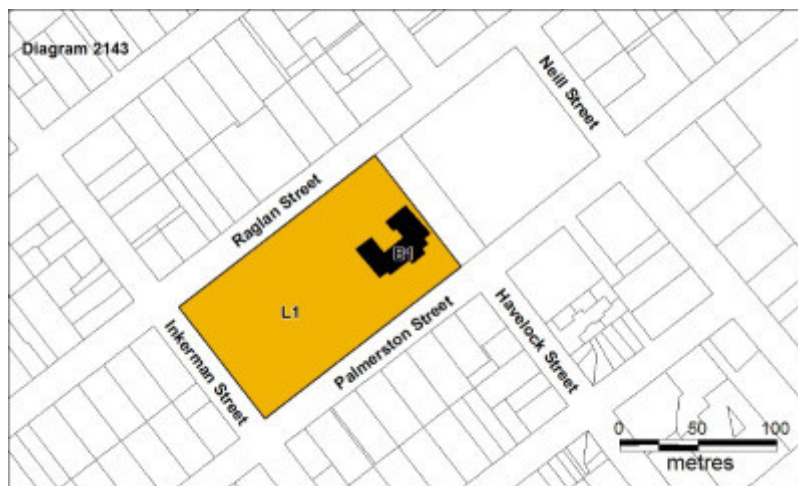 Diagram 2143
Neill Street
Raglan Street
B1
L1
Havelock Street
Palmerston Street
Inkerman Street
0 50 100
metres